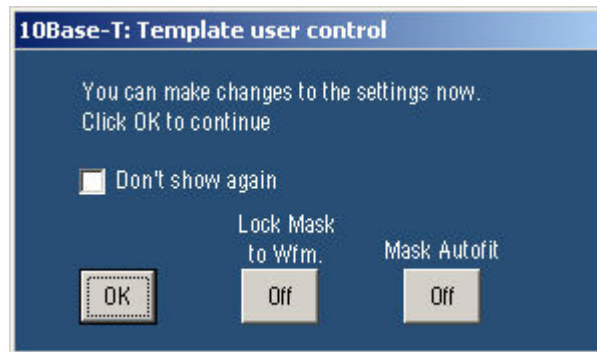 10Base-T: Template user control
You can make changes to the settings now.
Click OK to continue
Don't show again
Lock Mask
to Wfm.
Mask Autofit
OK
Off
Off